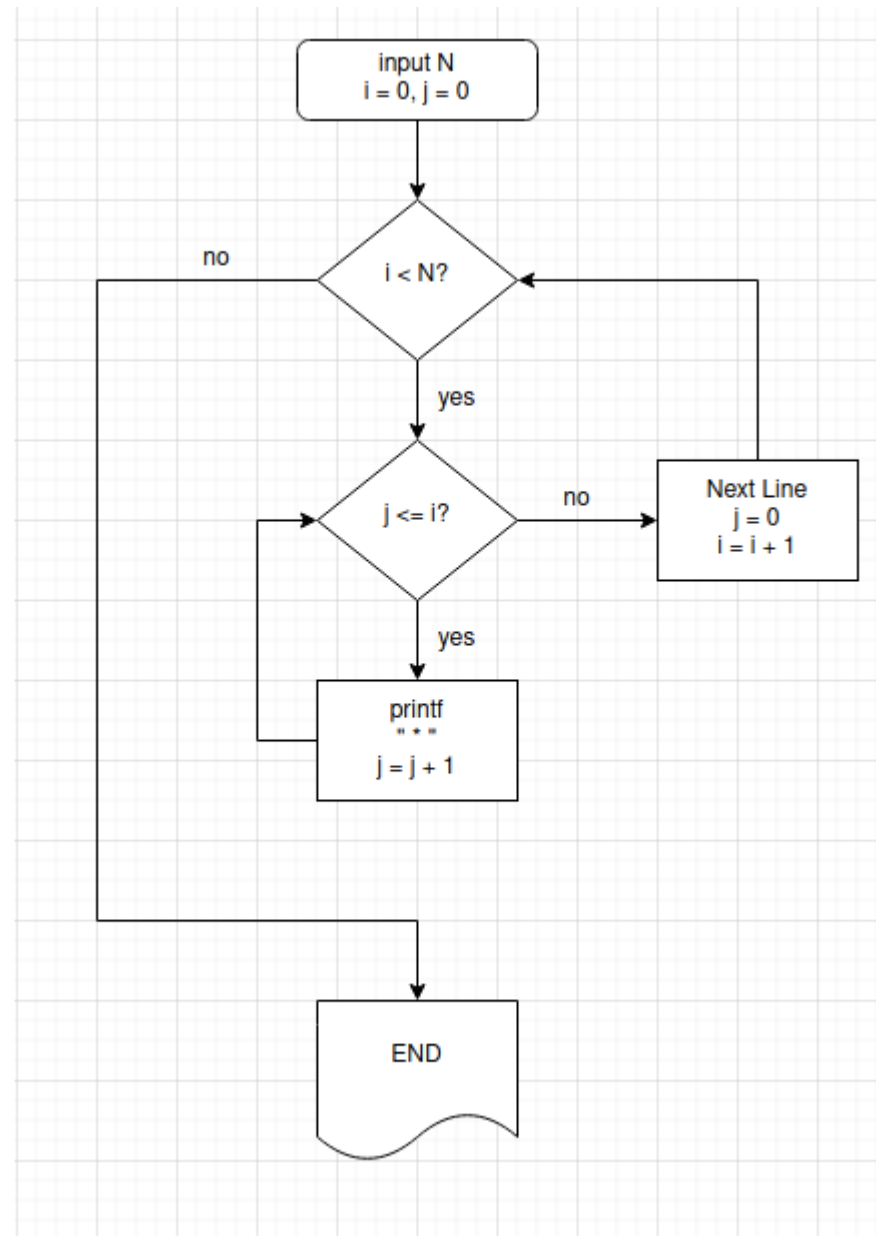 input N
i = 0, j = 0
no
i < N?
yes
j <= i?
no
Next Line
j = 0
i = i + 1
yes
printf
" * "
j = j + 1
END